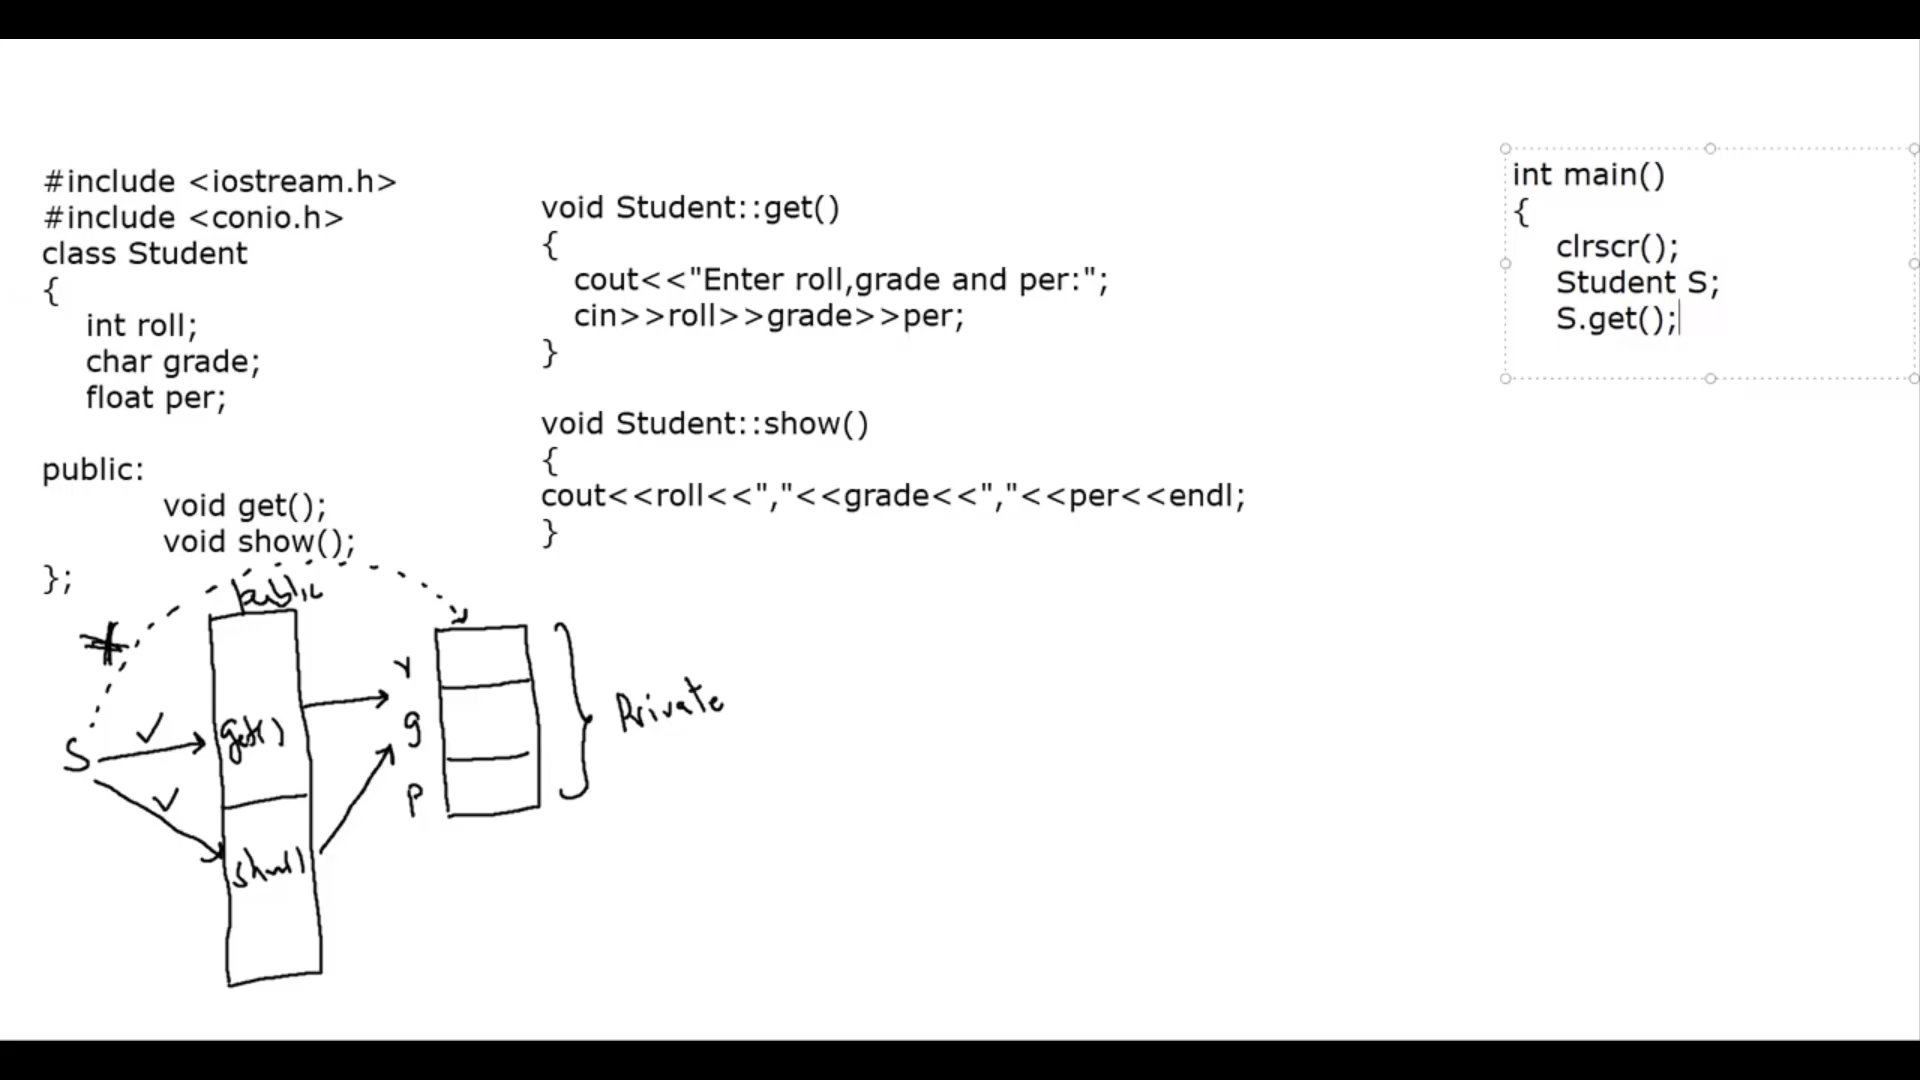 #include <iostream.h>
#include <conio.h>
class Student
{
int roll;
char grade;
float per;
public:
void get();
void show();
};
void Student::get()
{
cout<<"Enter roll,grade and per:";
cin>>roll>>grade>>per;
}
void Student::show()
{
cout<<roll<<","<<grade<<","<<per<<endl;
}
int main()
{
clrscr();
Student S;
S.get();
public
S
get()
show()
r
g
p
Private